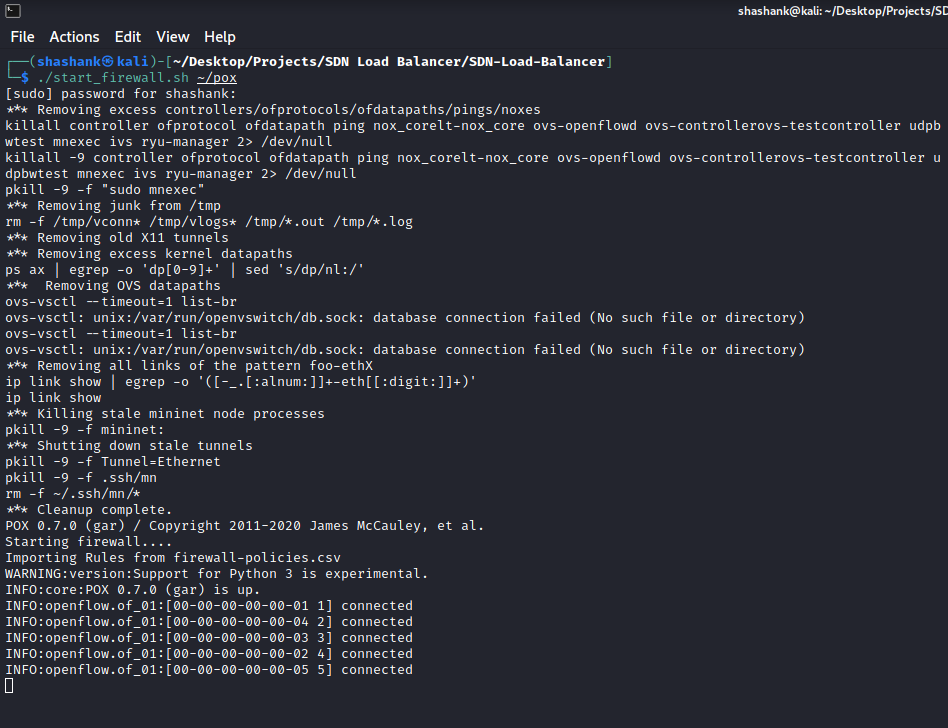 shashank@kali: ~/Desktop/Projects/SD
File Actions Edit View Help
┌──(shashank㉿kali)-[~/Desktop/Projects/SDN Load Balancer/SDN-Load-Balancer]
└─$ ./start_firewall.sh ~/pox
[sudo] password for shashank:
*** Removing excess controllers/ofprotocols/ofdatapaths/pings/noxes
killall controller ofprotocol ofdatapath ping nox_corelt-nox_core ovs-openflowd ovs-controllerovs-testcontroller udpb
wtest mnexec ivs ryu-manager 2> /dev/null
killall -9 controller ofprotocol ofdatapath ping nox_corelt-nox_core ovs-openflowd ovs-controllerovs-testcontroller u
dpbwtest mnexec ivs ryu-manager 2> /dev/null
pkill -9 -f "sudo mnexec"
*** Removing junk from /tmp
rm -f /tmp/vconn* /tmp/vlogs* /tmp/*.out /tmp/*.log
*** Removing old X11 tunnels
*** Removing excess kernel datapaths
ps ax | egrep -o 'dp[0-9]+' | sed 's/dp/nl:/'
***  Removing OVS datapaths
ovs-vsctl --timeout=1 list-br
ovs-vsctl: unix:/var/run/openvswitch/db.sock: database connection failed (No such file or directory)
ovs-vsctl --timeout=1 list-br
ovs-vsctl: unix:/var/run/openvswitch/db.sock: database connection failed (No such file or directory)
*** Removing all links of the pattern foo-ethX
ip link show | egrep -o '([-_.[:alnum:]]+-eth[[:digit:]]+)'
ip link show
*** Killing stale mininet node processes
pkill -9 -f mininet:
*** Shutting down stale tunnels
pkill -9 -f Tunnel=Ethernet
pkill -9 -f .ssh/mn
rm -f ~/.ssh/mn/*
*** Cleanup complete.
POX 0.7.0 (gar) / Copyright 2011-2020 James McCauley, et al.
Starting firewall....
Importing Rules from firewall-policies.csv
WARNING:version:Support for Python 3 is experimental.
INFO:core:POX 0.7.0 (gar) is up.
INFO:openflow.of_01:[00-00-00-00-00-01 1] connected
INFO:openflow.of_01:[00-00-00-00-00-04 2] connected
INFO:openflow.of_01:[00-00-00-00-00-03 3] connected
INFO:openflow.of_01:[00-00-00-00-00-02 4] connected
INFO:openflow.of_01:[00-00-00-00-00-05 5] connected